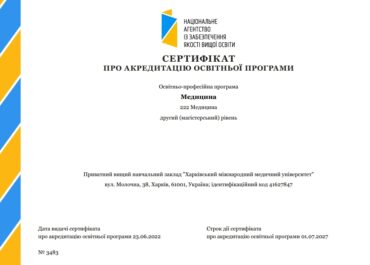 НАЦІОНАЛЬНЕ
АГЕНТСТВО
ІЗ ЗАБЕЗПЕЧЕННЯ
ЯКОСТІ ВИЩОЇ ОСВІТИ
СЕРТИФІКАТ
ПРО АКРЕДИТАЦІЮ ОСВІТНЬОЇ ПРОГРАМИ
Освітньо-професійна програма
Медицина
222 Медицина
другий (магістерський) рівень
Приватний вищий навчальний заклад "Харківський міжнародний медичний університет"
вул. Молочна, 38, Харків, 61001, Україна; ідентифікаційний код 41627847
Дата видачі сертифіката
про акредитацію освітньої програми 25.06.2022
Строк дії сертифіката
про акредитацію освітньої програми 01.07.2027
№ 3483